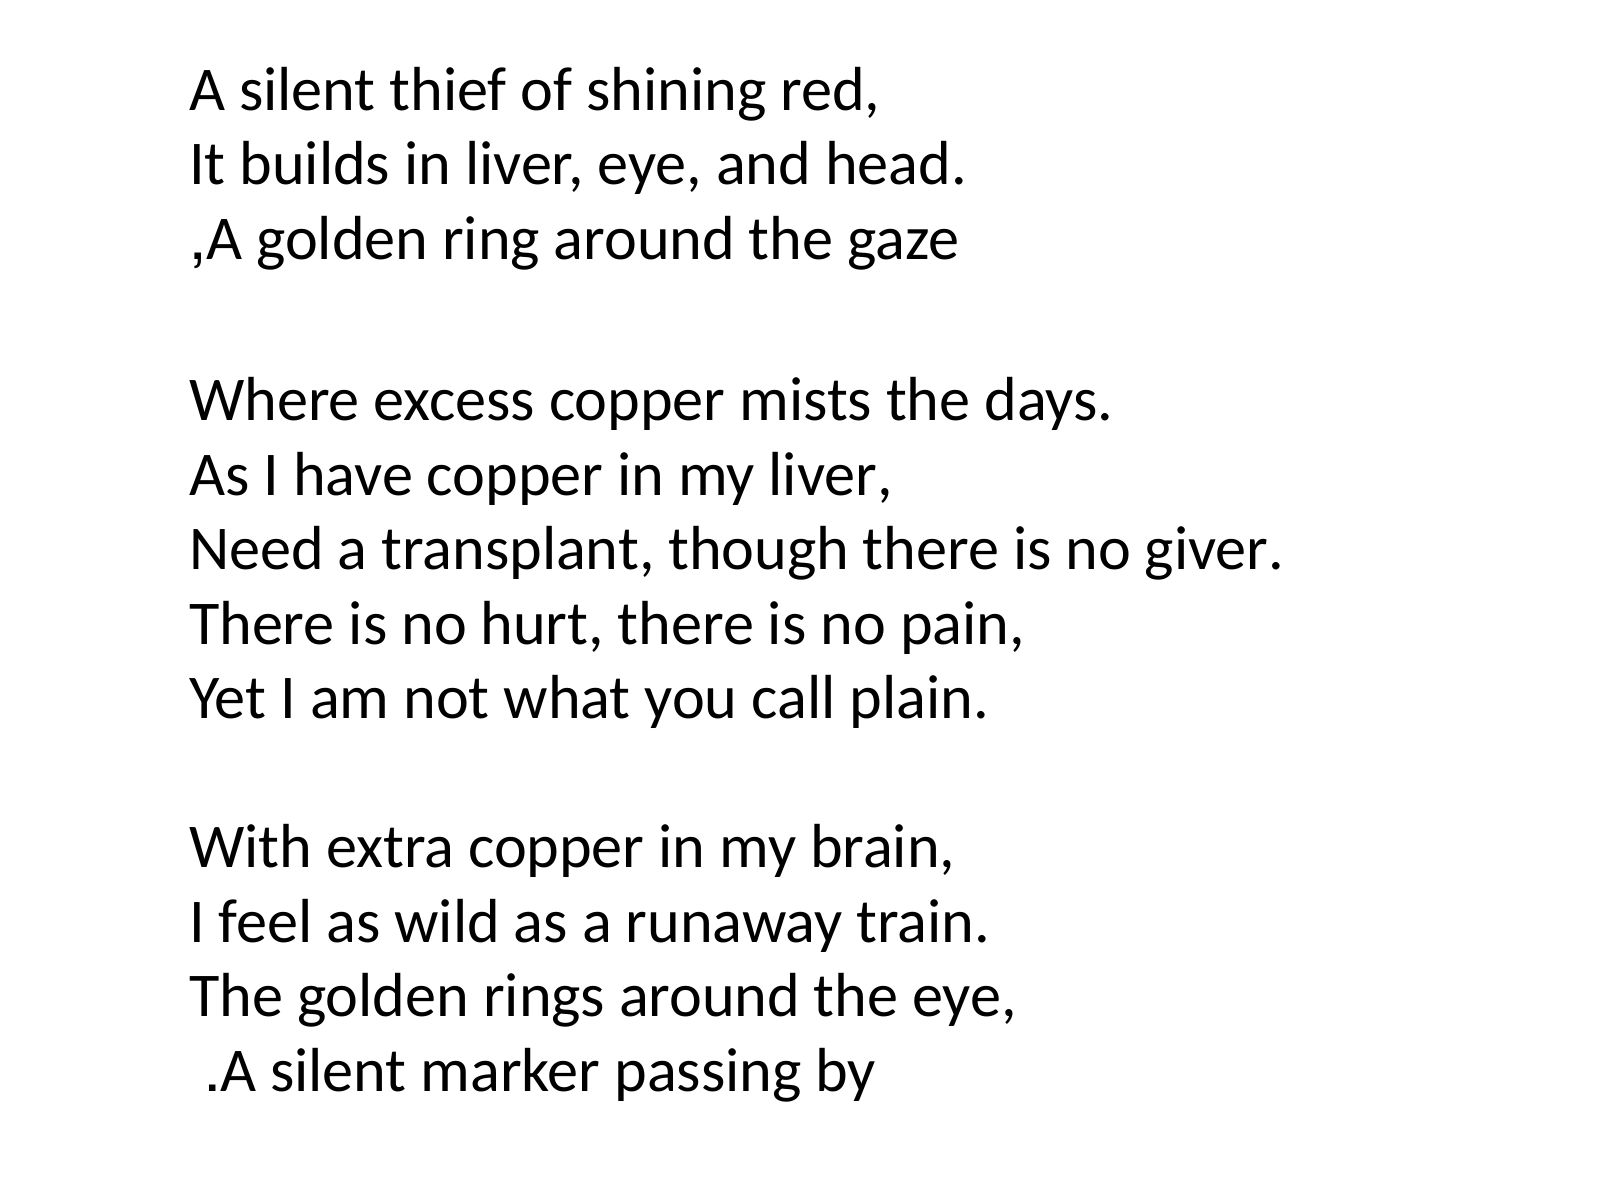 A silent thief of shining red,
It builds in liver, eye, and head.
,A golden ring around the gaze
Where excess copper mists the days.
As I have copper in my liver,
Need a transplant, though there is no giver.
There is no hurt, there is no pain,
Yet I am not what you call plain.
With extra copper in my brain,
I feel as wild as a runaway train.
The golden rings around the eye,
.A silent marker passing by